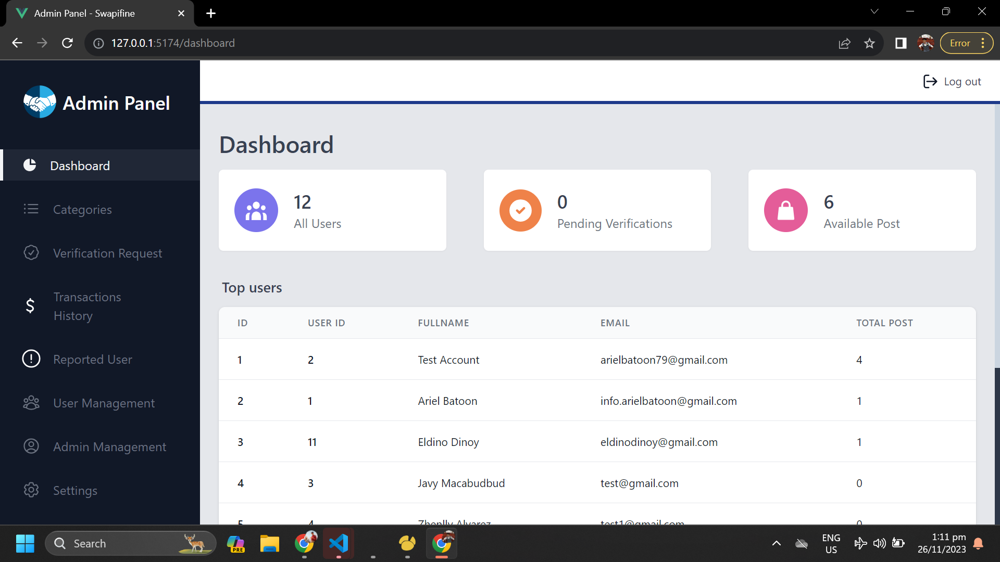 Admin Panel - Swapifine
127.0.0.1:5174/dashboard
Error
Admin Panel
Log out
Dashboard
Categories
Verification Request
Transactions
History
Reported User
User Management
Admin Management
Settings
Dashboard
12
All Users
0
Pending Verifications
6
Available Post
Top users
ID USER ID FULLNAME EMAIL TOTAL POST
1 2 Test Account arielbatoon79@gmail.com 4
2 1 Ariel Batoon info.arielbatoon@gmail.com 1
3 11 Eldino Dinoy eldinodinoy@gmail.com 1
4 3 Javy Macabudbud test@gmail.com 0
5 4 Zhenlly Alvarez test1@gmail.com 0
Search
PRE
ENG
US
1:11 pm
26/11/2023